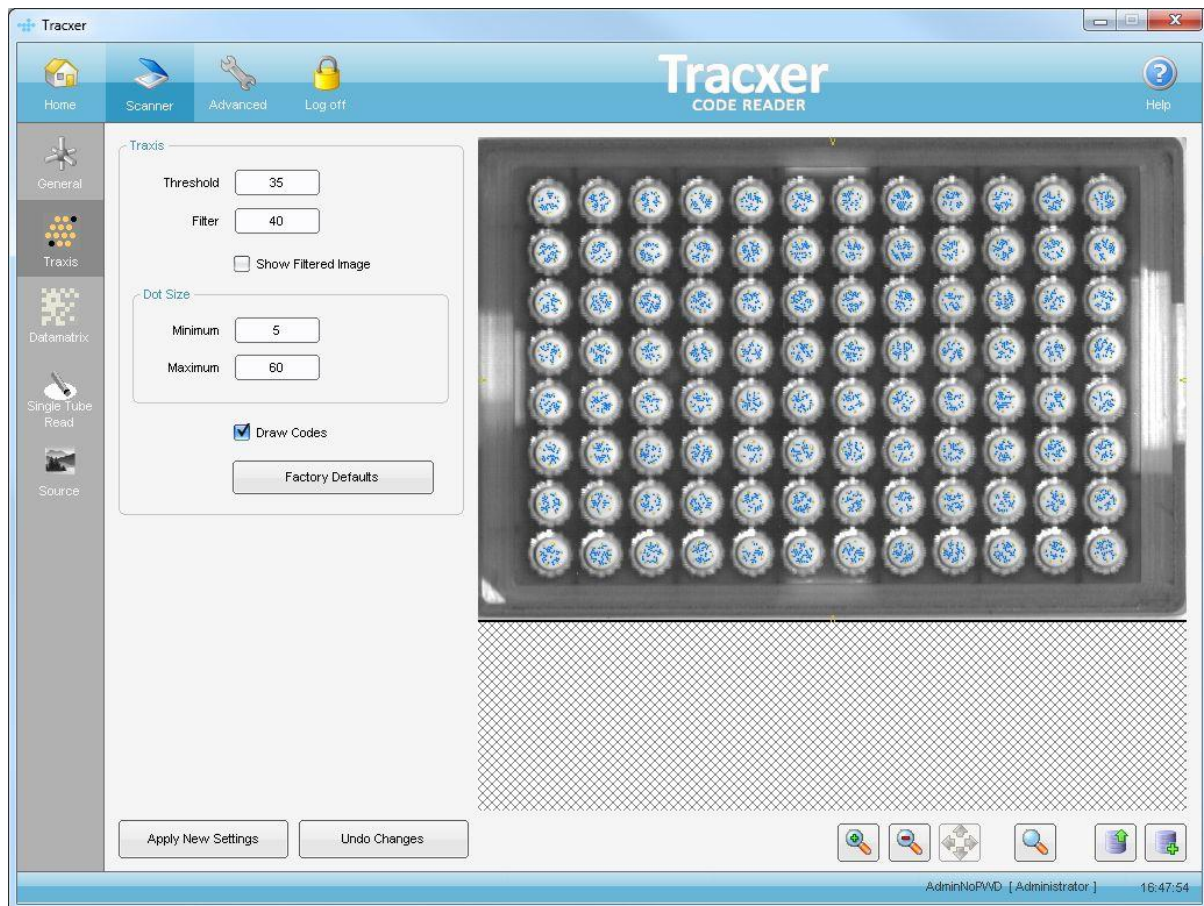 Tracxer
Home
Scanner
Advanced
Log off
Tracxer
CODE READER
Help
General
Traxis
Datamatrix
Single Tube
Read
Source
Traxis
Threshold 35
Filter 40
Show Filtered Image
Dot Size
Minimum 5
Maximum 60
Draw Codes
Factory Defaults
Apply New Settings
Undo Changes
AdminNoPWD [ Administrator ] 16:47:54